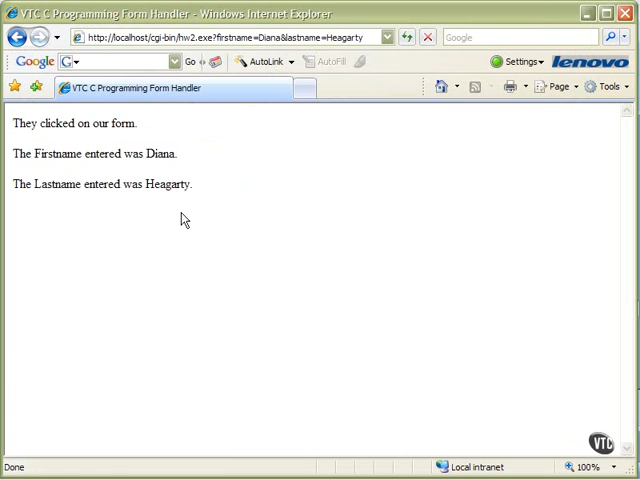 VTC C Programming Form Handler - Windows Internet Explorer
http://localhost/cgi-bin/hw2.exe?firstname=Diana&lastname=Heagarty
Google
Google
G
Go
AutoLink
AutoFill
Settings
lenovo
VTC C Programming Form Handler
Page
Tools
They clicked on our form.
The Firstname entered was Diana.
The Lastname entered was Heagarty.
VTC
Done
Local intranet
100%